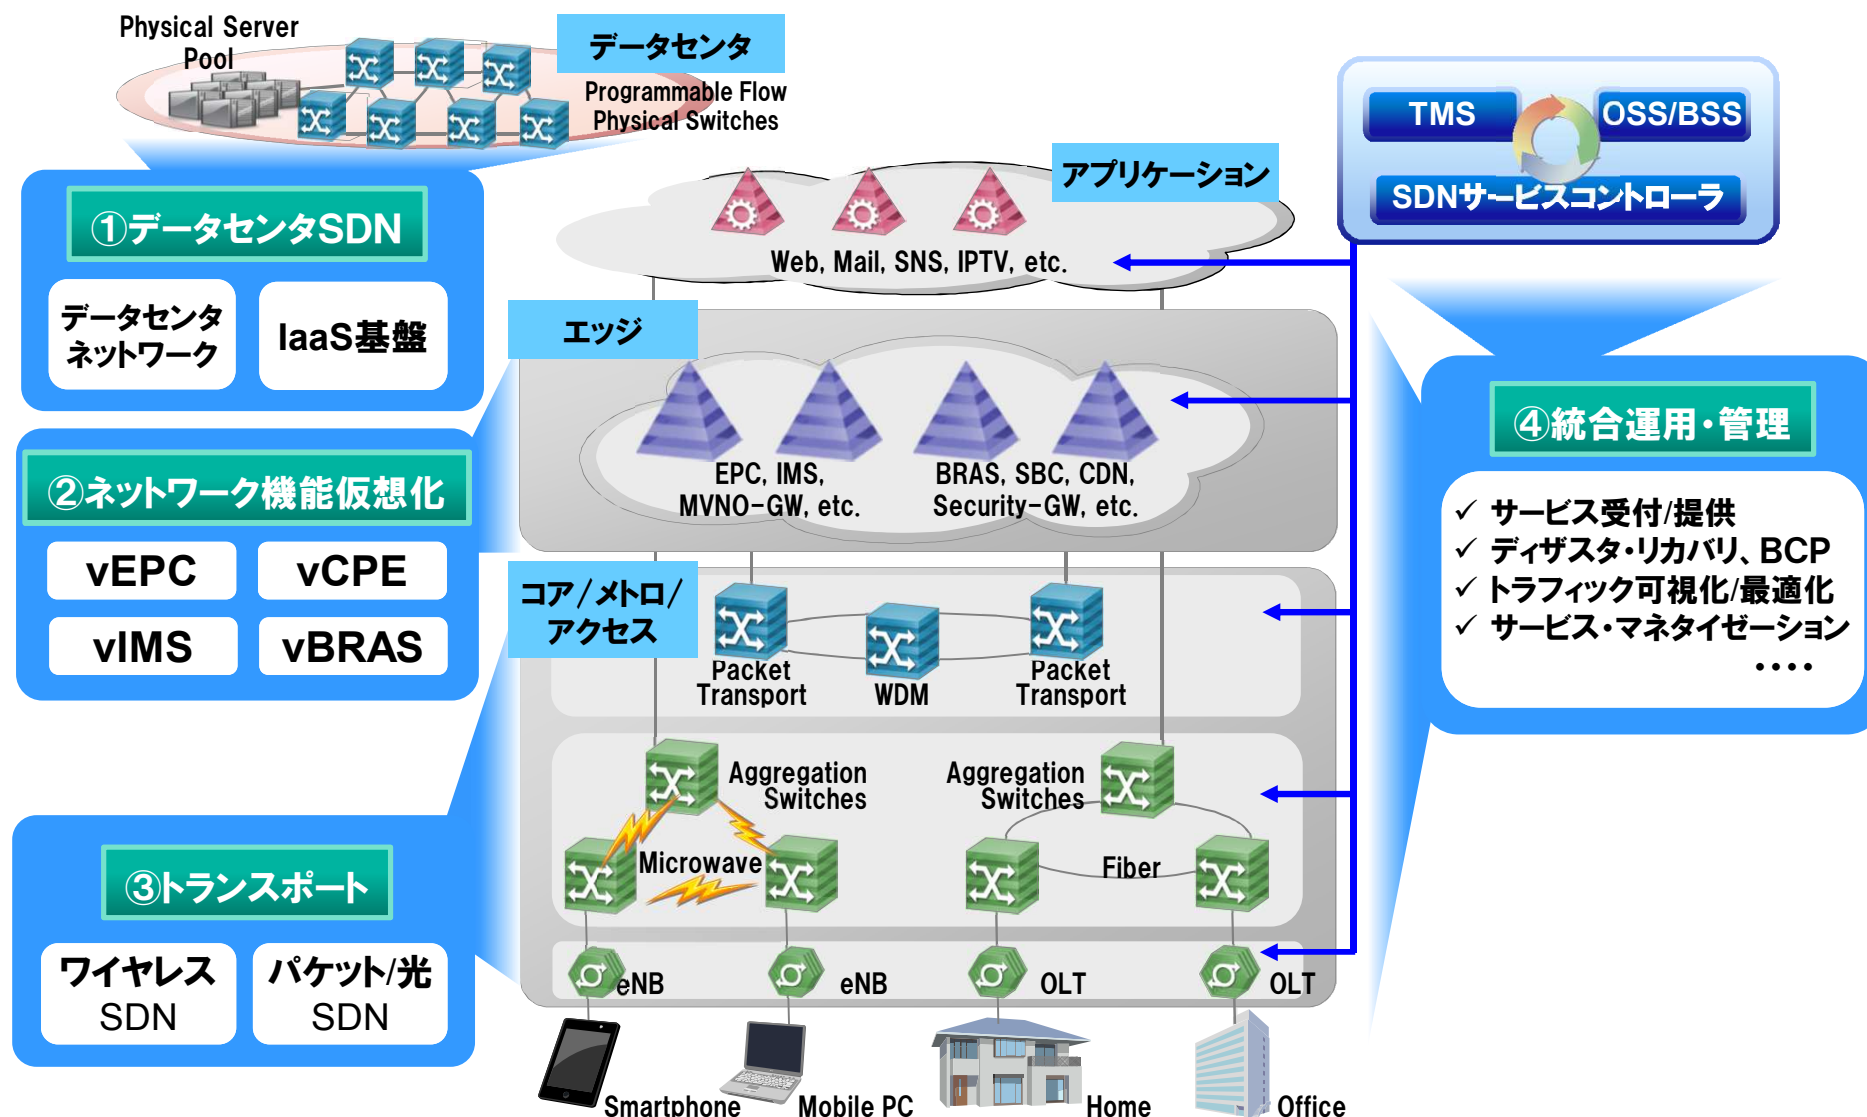 Physical Server
Pool
データセンタ
Programmable Flow
Physical Switches
TMS
OSS/BSS
SDNサービスコントローラ
アプリケーション
Web, Mail, SNS, IPTV, etc.
①データセンタSDN
データセンタ
ネットワーク
IaaS基盤
エッジ
EPC, IMS,
MVNO-GW, etc.
BRAS, SBC, CDN,
Security-GW, etc.
②ネットワーク機能仮想化
vEPC
vCPE
vIMS
vBRAS
④統合運用・管理
✓ サービス受付/提供
✓ ディザスタ・リカバリ、BCP
✓ トラフィック可視化/最適化
✓ サービス・マネタイゼーション
・・・・
コア/メトロ/
アクセス
Packet
Transport
WDM
Packet
Transport
Aggregation
Switches
Aggregation
Switches
Microwave
Fiber
③トランスポート
ワイヤレス
SDN
パケット/光
SDN
eNB
eNB
OLT
OLT
Smartphone
Mobile PC
Home
Office